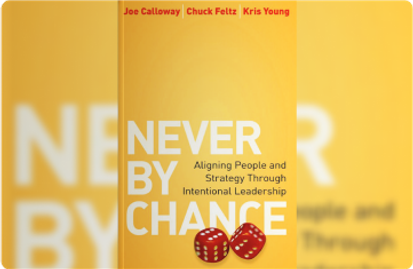 Joe Calloway | Chuck Feltz | Kris Young
NEVER
BY
CHANCE
Aligning People and
Strategy Through
Intentional Leadership